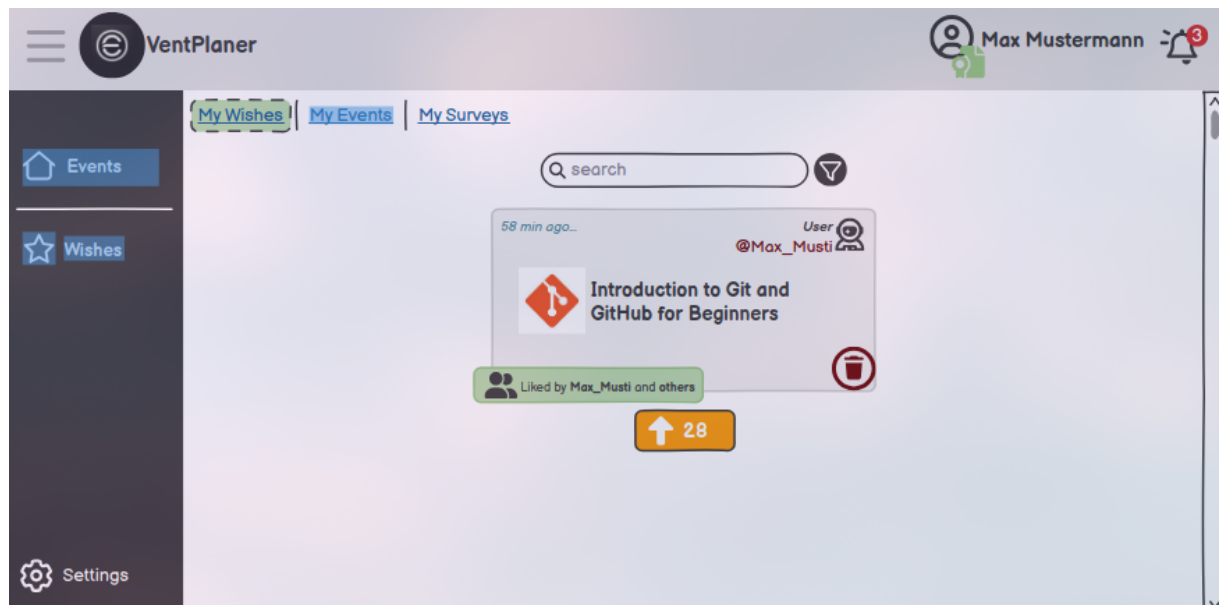 VentPlaner
Max Mustermann
3
My Wishes | My Events | My Surveys
Events
search
Wishes
58 min ago...
User
@Max_Musti
Introduction to Git and
GitHub for Beginners
Liked by Max_Musti and others
28
Settings